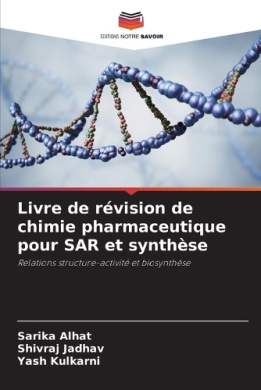 EDITIONS NOTRE SAVOIR
Livre de révision de
chimie pharmaceutique
pour SAR et synthèse
Relations structure-activité et biosynthèse
Sarika Alhat
Shivraj Jadhav
Yash Kulkarni